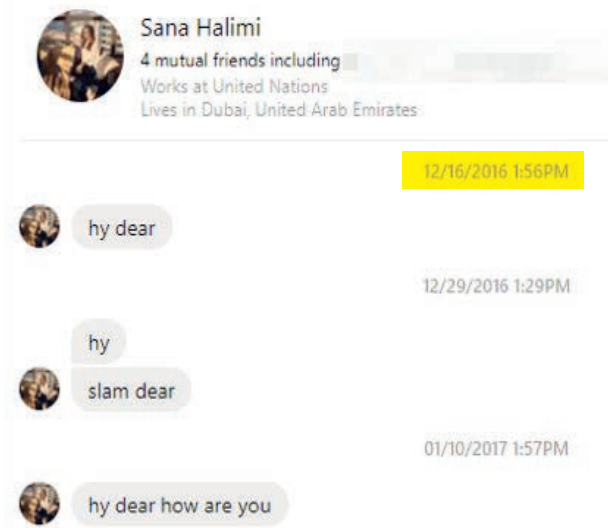 Sana Halimi
4 mutual friends including
Works at United Nations
Lives in Dubai, United Arab Emirates
12/16/2016 1:56PM
hy dear
12/29/2016 1:29PM
hy
slam dear
01/10/2017 1:57PM
hy dear how are you